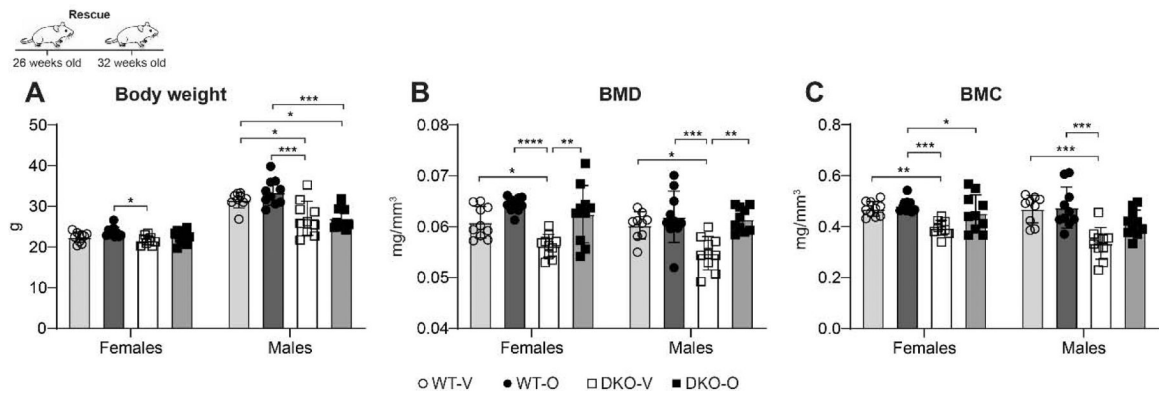 Rescue
26 weeks old 32 weeks old
A Body weight
B BMD
C BMC
***
*
*
***
*
50
40
30
20
10
0
g
Females Males
****
**
*
***
**
*
0.08
0.07
0.06
0.05
0.04
mg/mm³
Females Males
*
***
**
***
***
0.8
0.6
0.4
0.2
0.0
mg/mm³
Females Males
WT-V WT-O DKO-V DKO-O